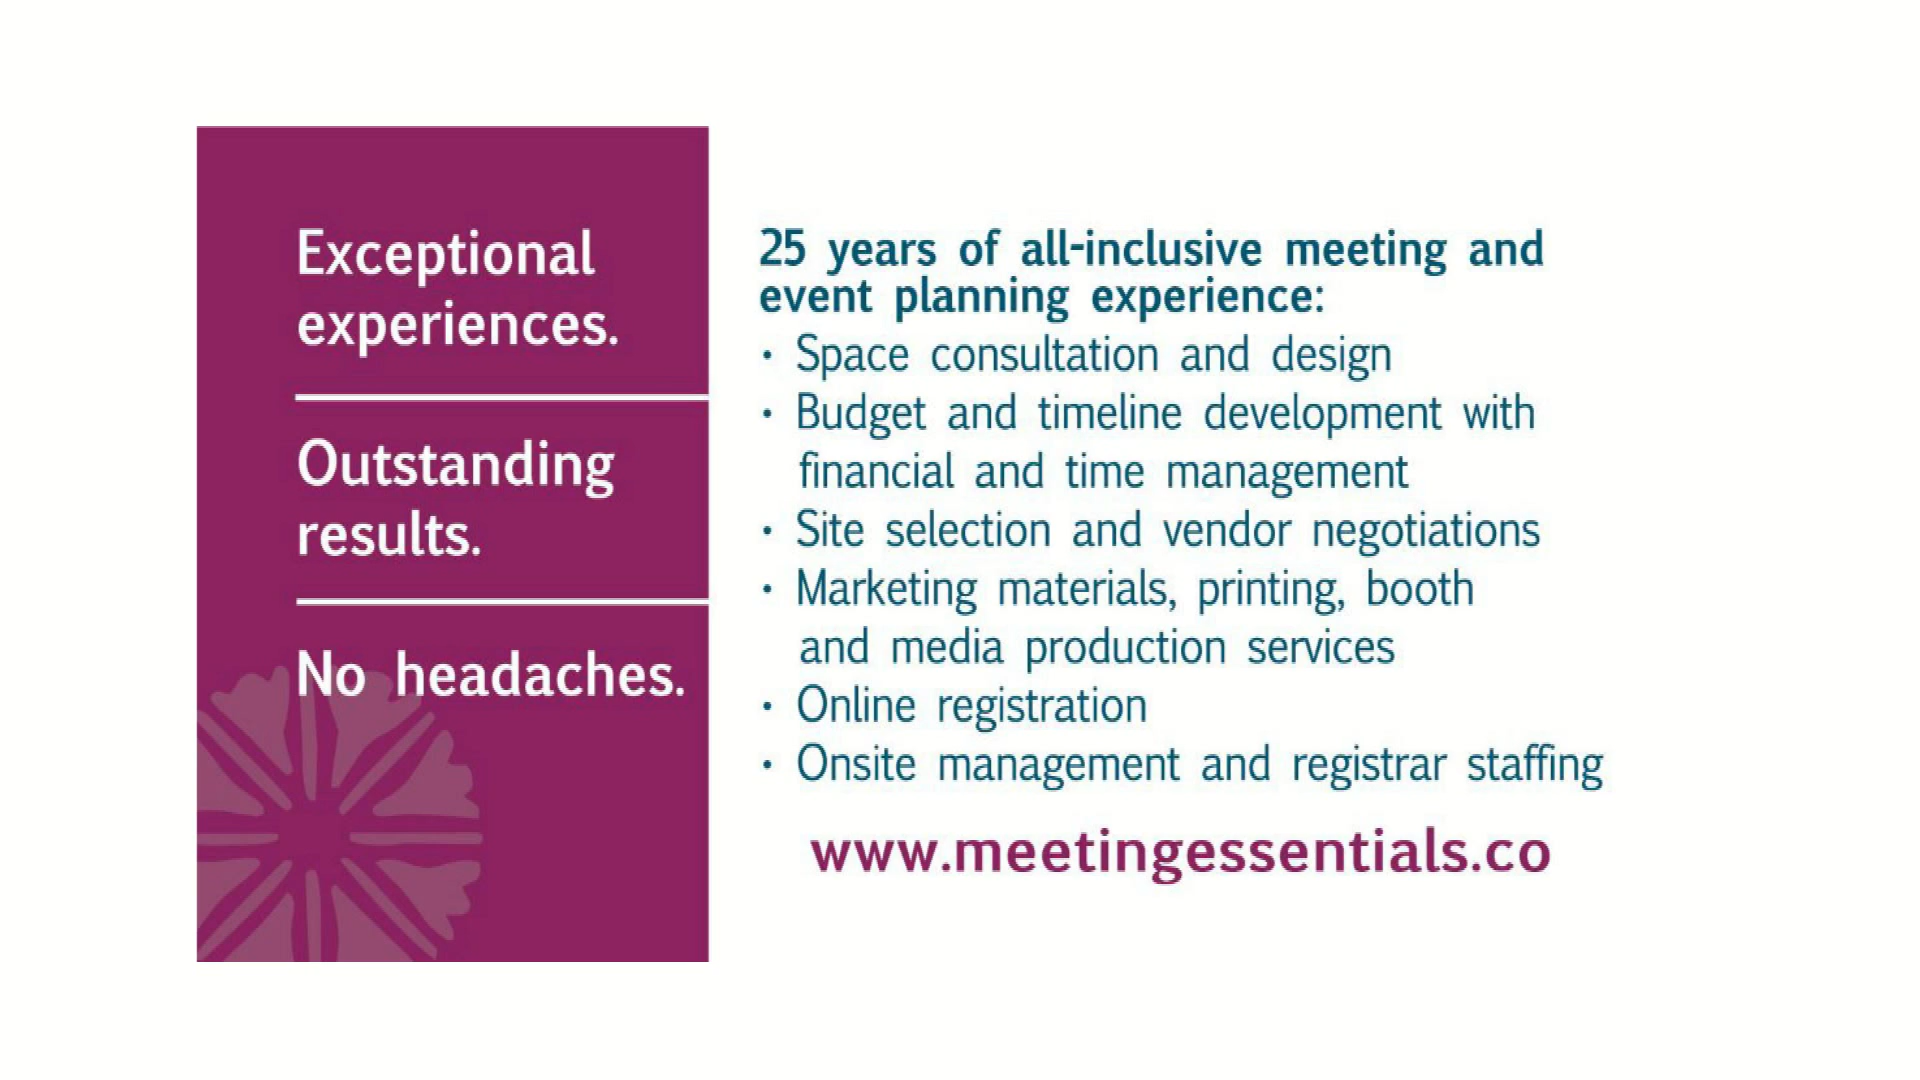 Exceptional
experiences.
Outstanding
results.
No headaches.
25 years of all-inclusive meeting and
event planning experience:
· Space consultation and design
· Budget and timeline development with
financial and time management
· Site selection and vendor negotiations
· Marketing materials, printing, booth
and media production services
· Online registration
· Onsite management and registrar staffing
www.meetingessentials.co